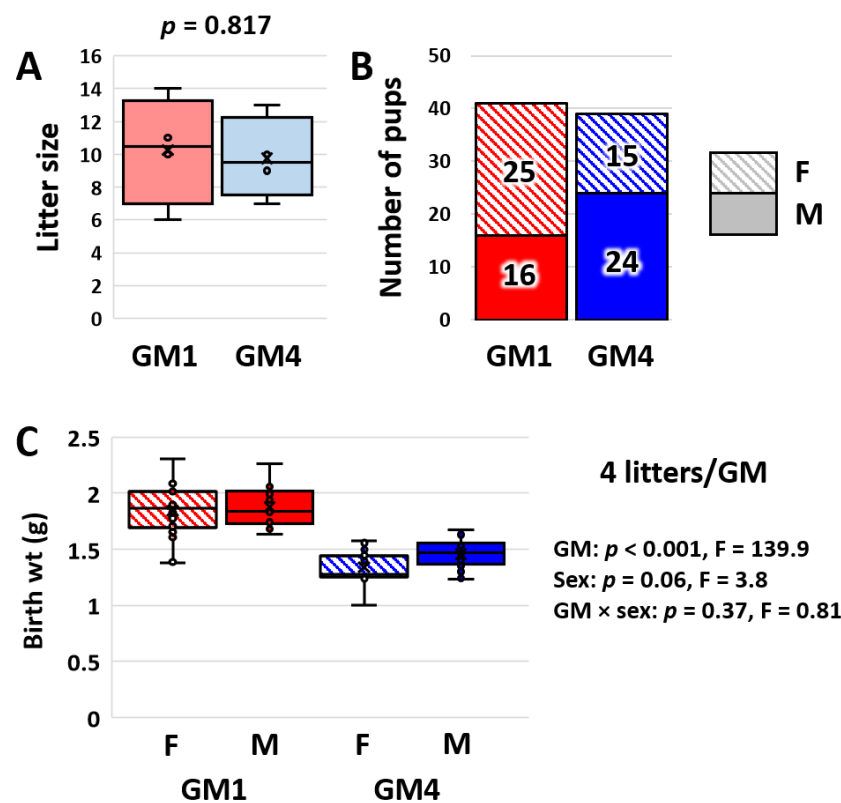 A
p = 0.817
Litter size
16
14
12
10
8
6
4
2
0
GM1
GM4
B
Number of pups
50
40
30
20
10
0
25
16
15
24
GM1
GM4
F
M
C
Birth wt (g)
2.5
2
1.5
1
0.5
0
F
M
F
M
GM1
GM4
4 litters/GM
GM: p < 0.001, F = 139.9
Sex: p = 0.06, F = 3.8
GM × sex: p = 0.37, F = 0.81